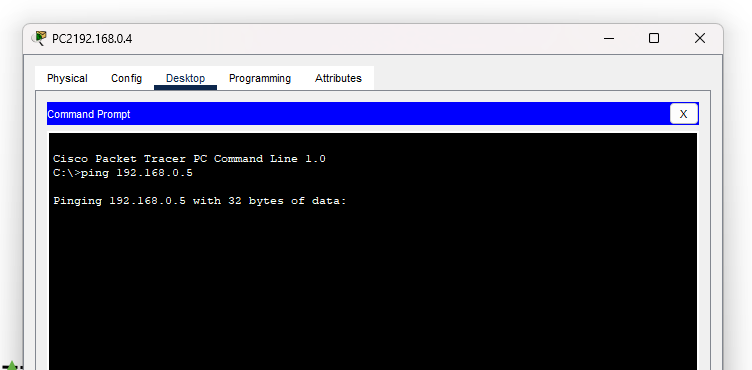 PC2192.168.0.4
Physical Config Desktop Programming Attributes
Command Prompt X
Cisco Packet Tracer PC Command Line 1.0
C:\>ping 192.168.0.5
Pinging 192.168.0.5 with 32 bytes of data: